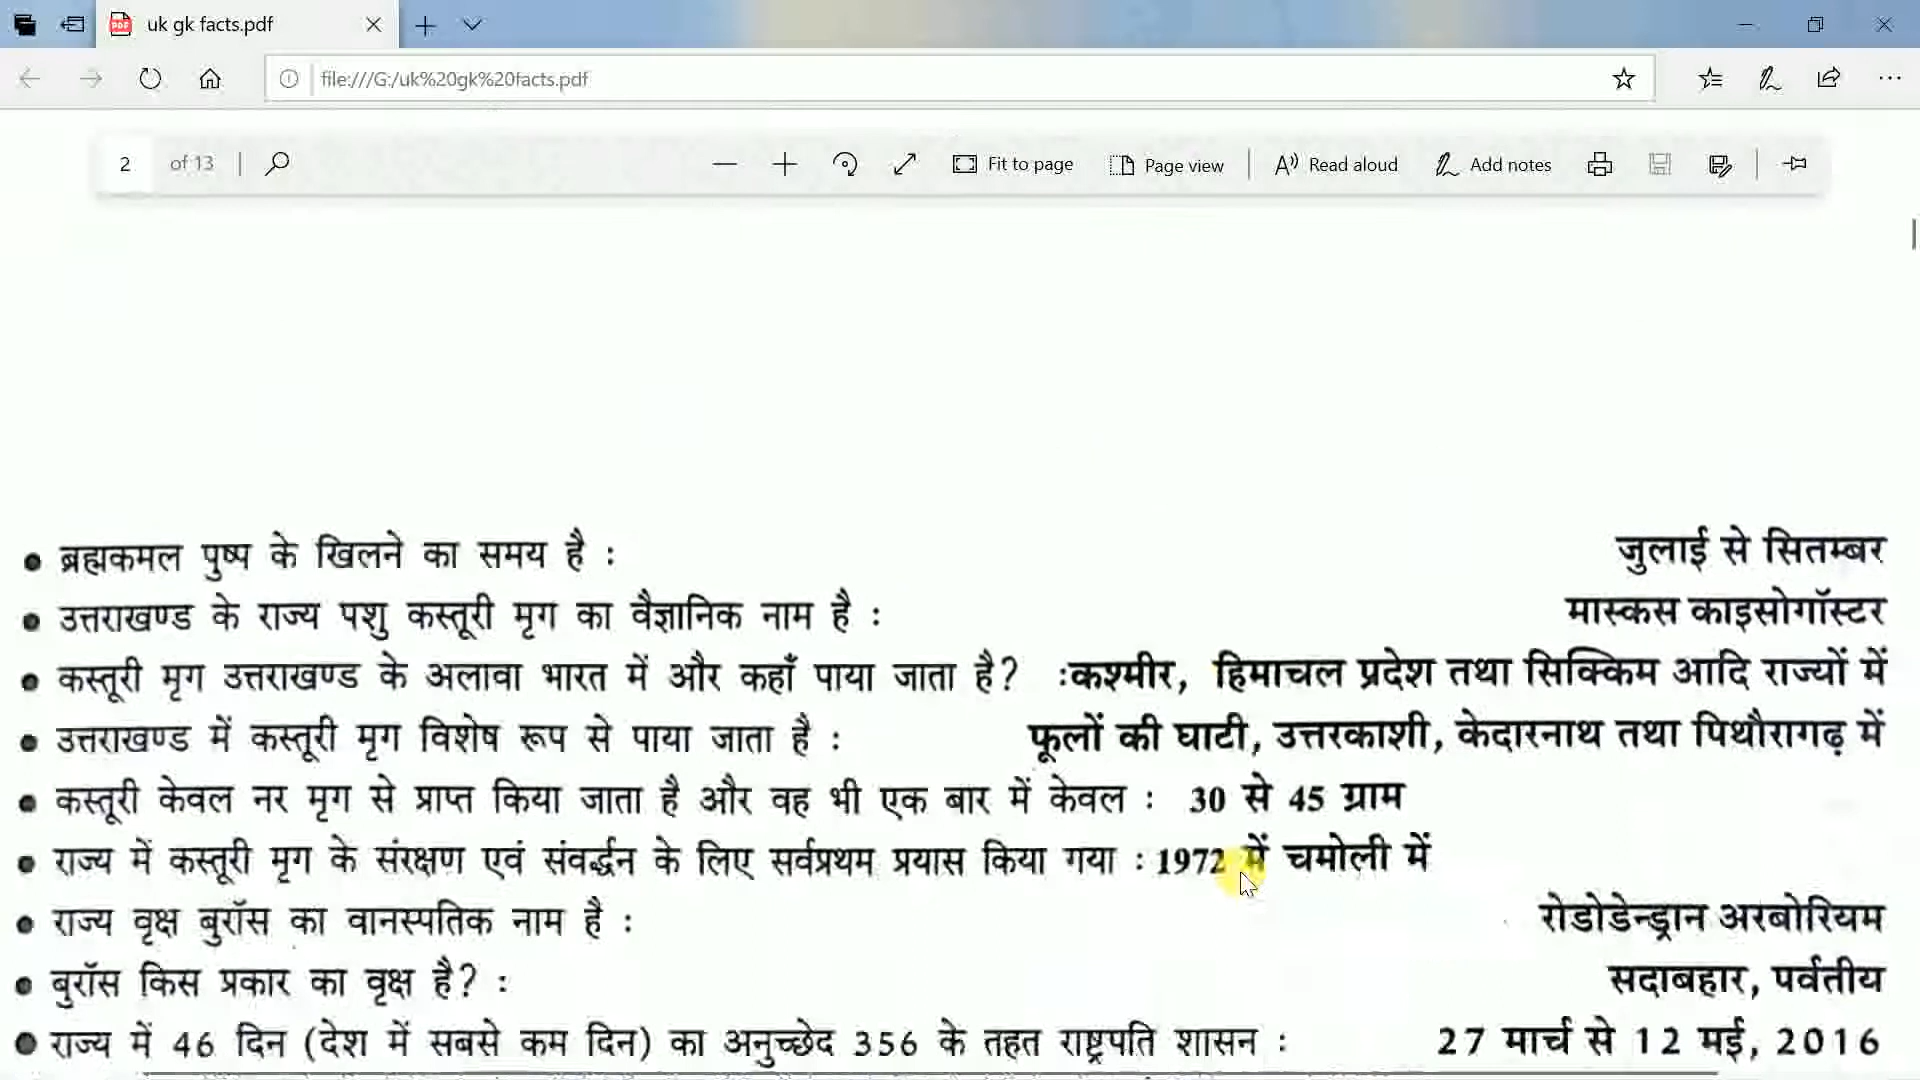 uk gk facts.pdf
file:///G:/uk%20gk%20facts.pdf
2 of 13 Fit to page Page view Read aloud Add notes
ब्रह्मकमल पुष्प के खिलने का समय है : जुलाई से सितम्बर
उत्तराखण्ड के राज्य पशु कस्तूरी मृग का वैज्ञानिक नाम है : मास्कस काइसोगॉस्टर
कस्तूरी मृग उत्तराखण्ड के अलावा भारत में और कहाँ पाया जाता है? :कश्मीर, हिमाचल प्रदेश तथा सिक्किम आदि राज्यों में
उत्तराखण्ड में कस्तूरी मृग विशेष रूप से पाया जाता है : फूलों की घाटी, उत्तरकाशी, केदारनाथ तथा पिथौरागढ़ में
कस्तूरी केवल नर मृग से प्राप्त किया जाता है और वह भी एक बार में केवल : 30 से 45 ग्राम
राज्य में कस्तूरी मृग के संरक्षण एवं संवर्द्धन के लिए सर्वप्रथम प्रयास किया गया : 1972 में चमोली में
राज्य वृक्ष बुरॉस का वानस्पतिक नाम है : रोडोडेन्ड्रान अरबोरियम
बुरॉस किस प्रकार का वृक्ष है? : सदाबहार, पर्वतीय
राज्य में 46 दिन (देश में सबसे कम दिन) का अनुच्छेद 356 के तहत राष्ट्रपति शासन : 27 मार्च से 12 मई, 2016